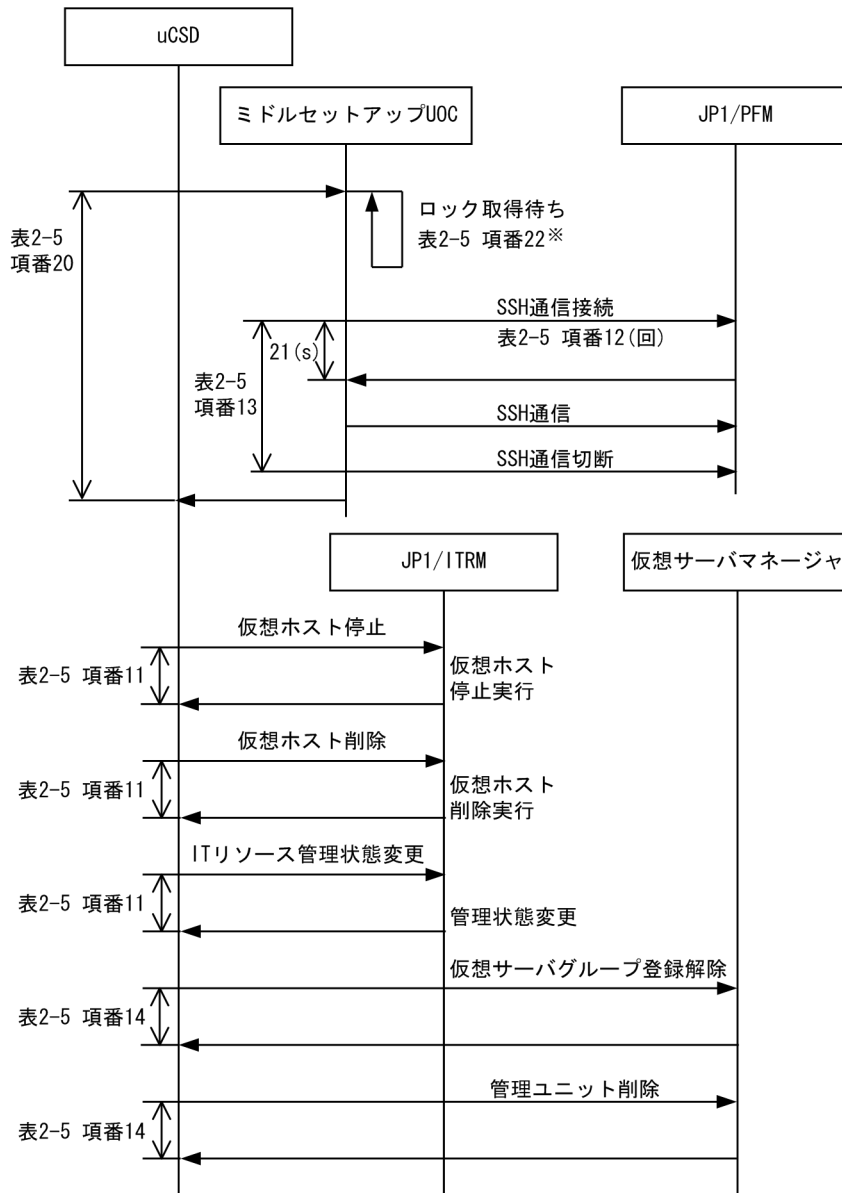 uCSD
ミドルセットアップUOC
JP1/PFM
ロック取得待ち
表2-5 項番22※
表2-5
項番20
SSH通信接続
表2-5 項番12(回)
21(s)
表2-5
項番13
SSH通信
SSH通信切断
JP1/ITRM
仮想サーバマネージャ
仮想ホスト停止
表2-5 項番11
仮想ホスト
停止実行
仮想ホスト削除
表2-5 項番11
仮想ホスト
削除実行
ITリソース管理状態変更
表2-5 項番11
管理状態変更
仮想サーバグループ登録解除
表2-5 項番14
管理ユニット削除
表2-5 項番14